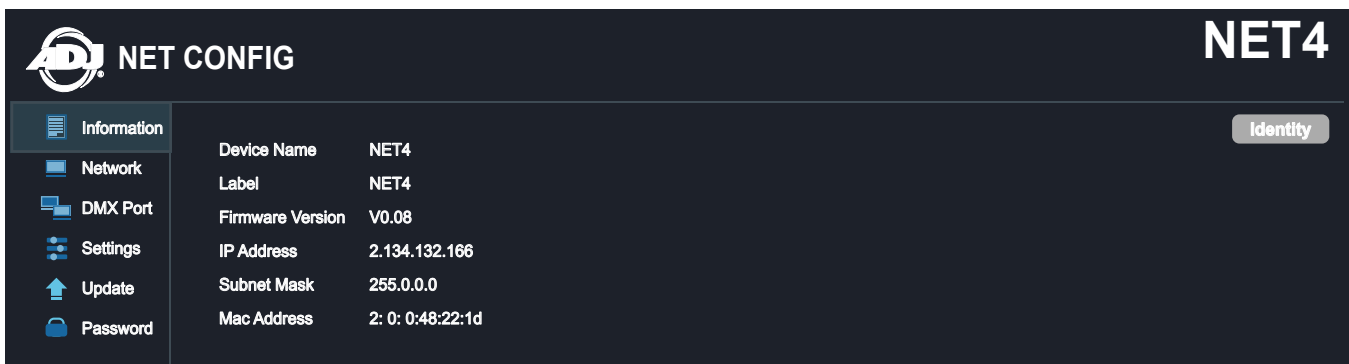 ADJ NET CONFIG NET4
Information
Network
DMX Port
Settings
Update
Password
Identity
Device Name NET4
Label NET4
Firmware Version V0.08
IP Address 2.134.132.166
Subnet Mask 255.0.0.0
Mac Address 2: 0: 0:48:22:1d